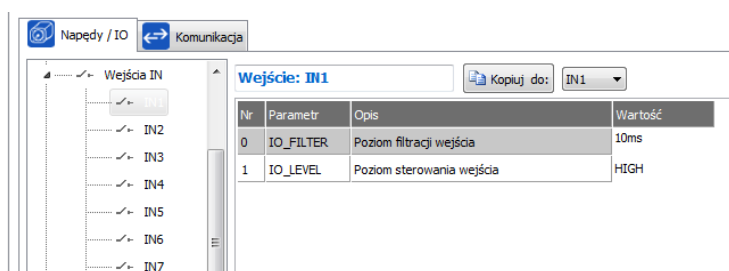 Napędy / IO
Komunikacja
Wejścia IN
IN1
IN2
IN3
IN4
IN5
IN6
IN7
Wejście: IN1
Kopiuj do:
IN1
Nr Parametr Opis Wartość
0 IO_FILTER Poziom filtracji wejścia 10ms
1 IO_LEVEL Poziom sterowania wejścia HIGH